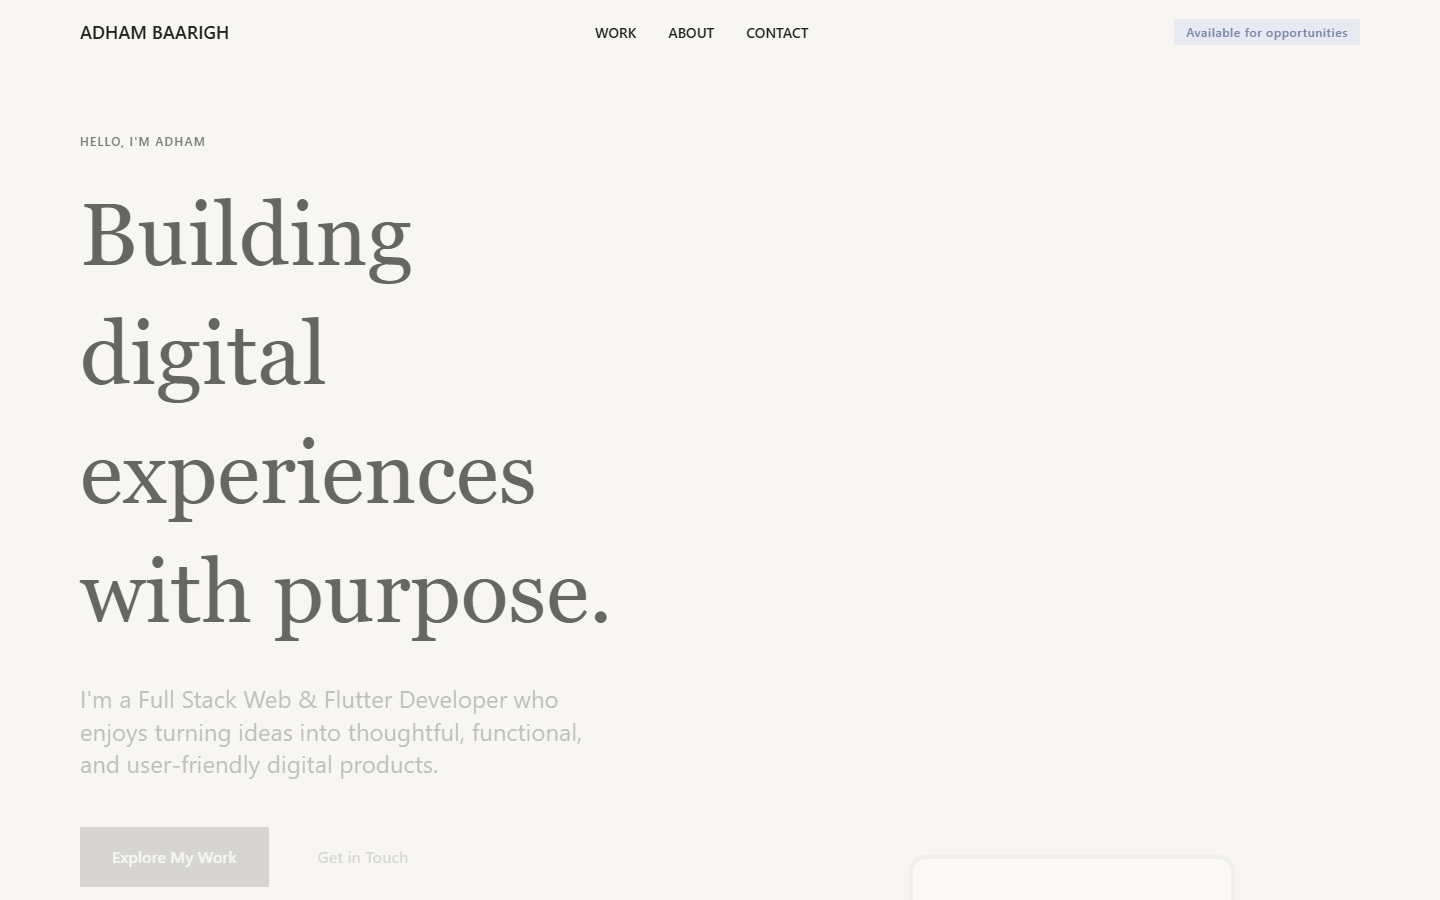 ADHAM BAARIGH
WORK ABOUT CONTACT
Available for opportunities
HELLO, I'M ADHAM
Building
digital
experiences
with purpose.
I'm a Full Stack Web & Flutter Developer who
enjoys turning ideas into thoughtful, functional,
and user-friendly digital products.
Explore My Work
Get in Touch